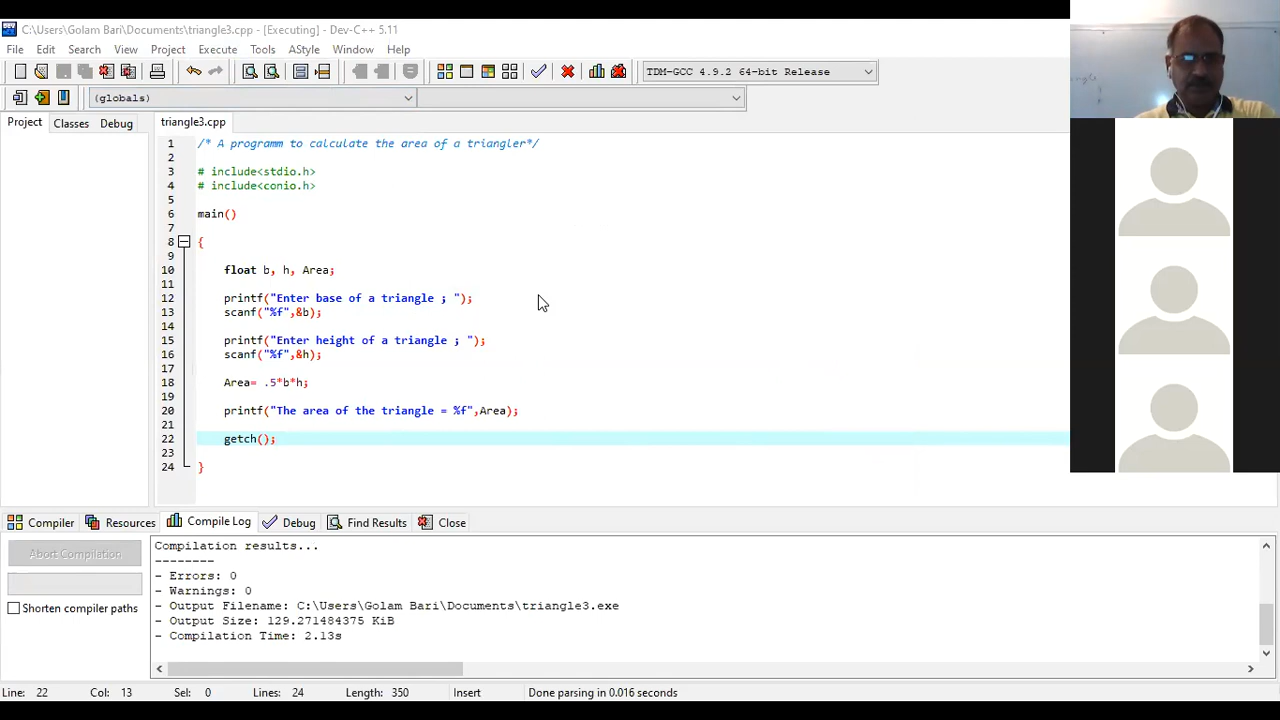 C:\Users\Golam Bari\Documents\triangle3.cpp - [Executing] - Dev-C++ 5.11
File Edit Search View Project Execute Tools AStyle Window Help
TDM-GCC 4.9.2 64-bit Release
(globals)
Project Classes Debug
triangle3.cpp
1 /* A programm to calculate the area of a triangler*/
2
3 # include<stdio.h>
4 # include<conio.h>
5
6 main()
7
8 {
9
10 float b, h, Area;
11
12 printf("Enter base of a triangle ; ");
13 scanf("%f",&b);
14
15 printf("Enter height of a triangle ; ");
16 scanf("%f",&h);
17
18 Area= .5*b*h;
19
20 printf("The area of the triangle = %f",Area);
21
22 getch();
23
24 }
Compiler Resources Compile Log Debug Find Results Close
Abort Compilation
Shorten compiler paths
Compilation results...
--------
- Errors: 0
- Warnings: 0
- Output Filename: C:\Users\Golam Bari\Documents\triangle3.exe
- Output Size: 129.271484375 KiB
- Compilation Time: 2.13s
Line: 22 Col: 13 Sel: 0 Lines: 24 Length: 350 Insert Done parsing in 0.016 seconds